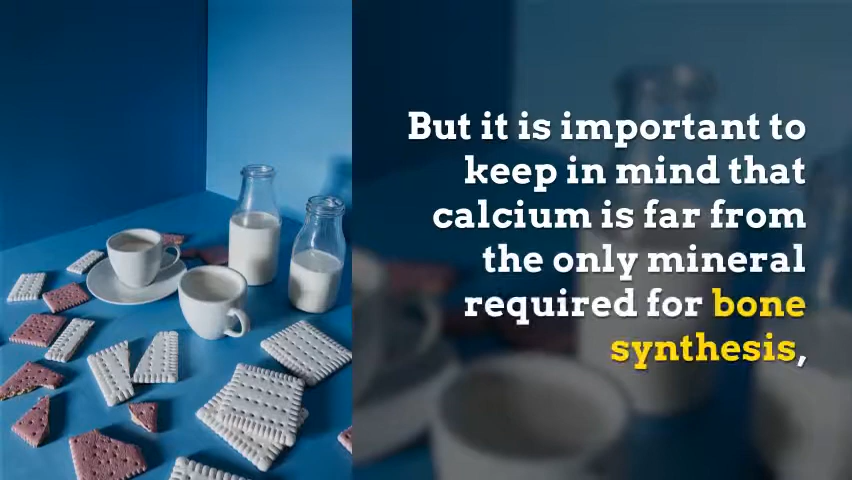 But it is important to
keep in mind that
calcium is far from
the only mineral
required for bone
synthesis,